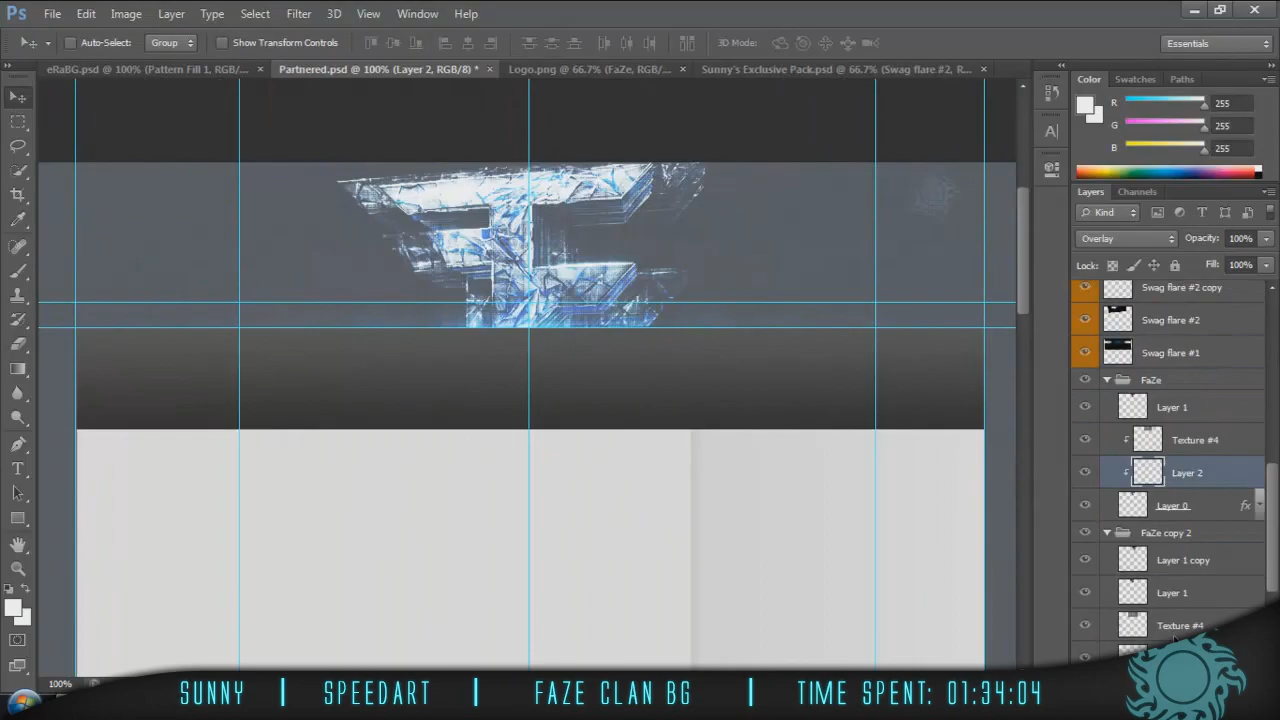 Ps File Edit Image Layer Type Select Filter 3D View Window Help
Auto-Select: Group Show Transform Controls 3D Mode: Essentials
eRaBG.psd @ 100% (Pattern Fill 1, RGB/... × Partnered.psd @ 100% (Layer 2, RGB/8) * × Logo.png @ 66.7% (FaZe, RGB/... × Sunny's Exclusive Pack.psd @ 66.7% (Swag flare #2, R... ×
Color Swatches Paths
R 255
G 255
B 255
Layers Channels
Kind
Overlay Opacity: 100%
Lock: Fill: 100%
Swag flare #2 copy
Swag flare #2
Swag flare #1
FaZe
Layer 1
Texture #4
Layer 2
Layer 0 fx
FaZe copy 2
Layer 1 copy
Layer 1
Texture #4
100%
SUNNY | SPEEDART | FAZE CLAN BG | TIME SPENT: 01:34:04